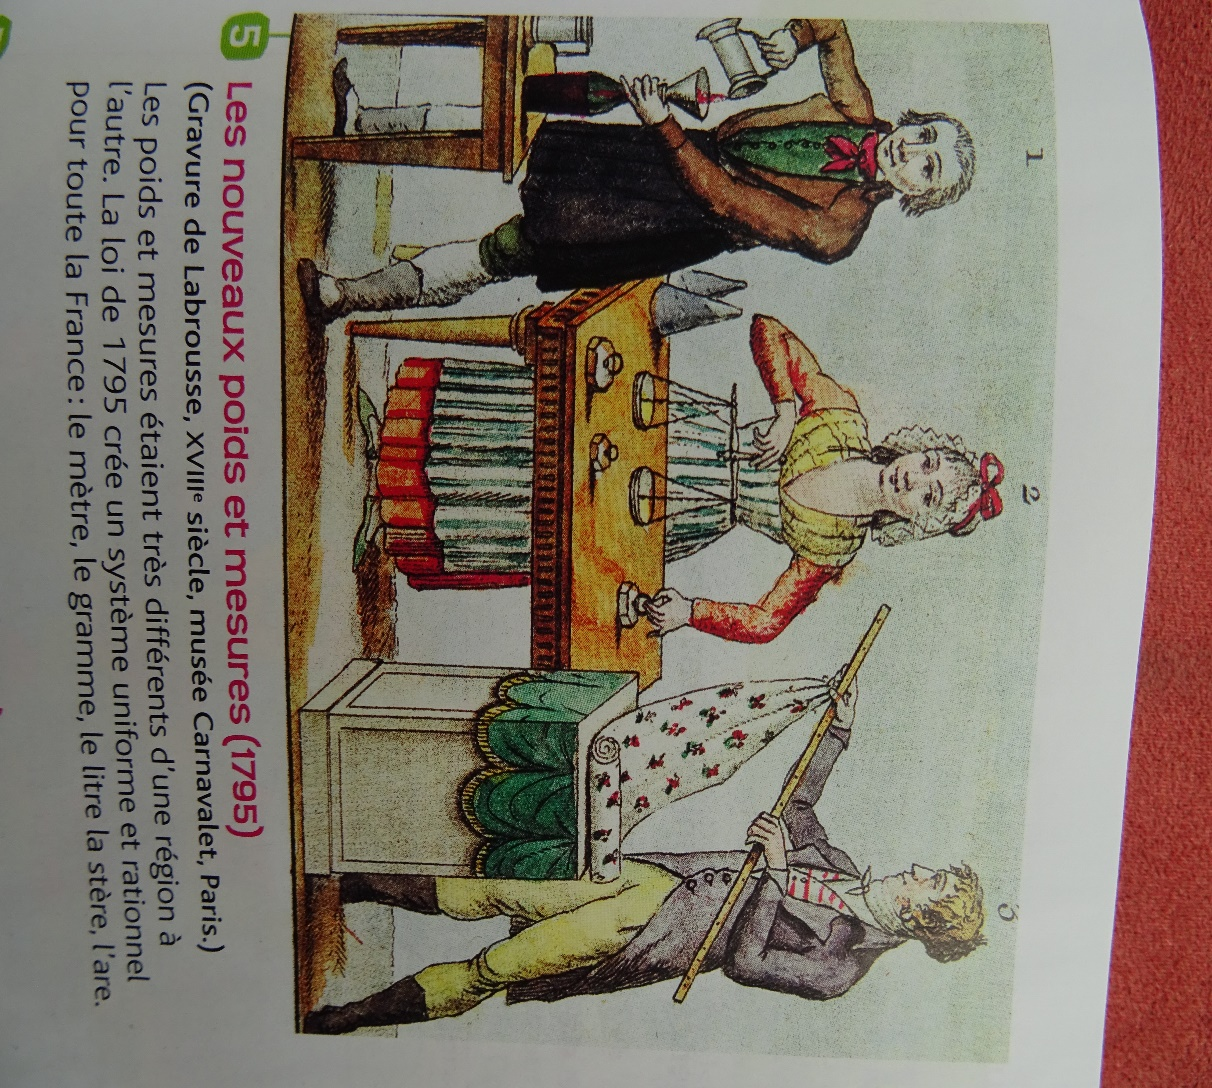 1 2 3
5 Les nouveaux poids et mesures (1795)
(Gravure de Labrousse, XVIIIe siècle, musée Carnavalet, Paris.)
Les poids et mesures étaient très différents d'une région à
l'autre. La loi de 1795 crée un système uniforme et rationnel
pour toute la France : le mètre, le gramme, le litre la stère, l'are.